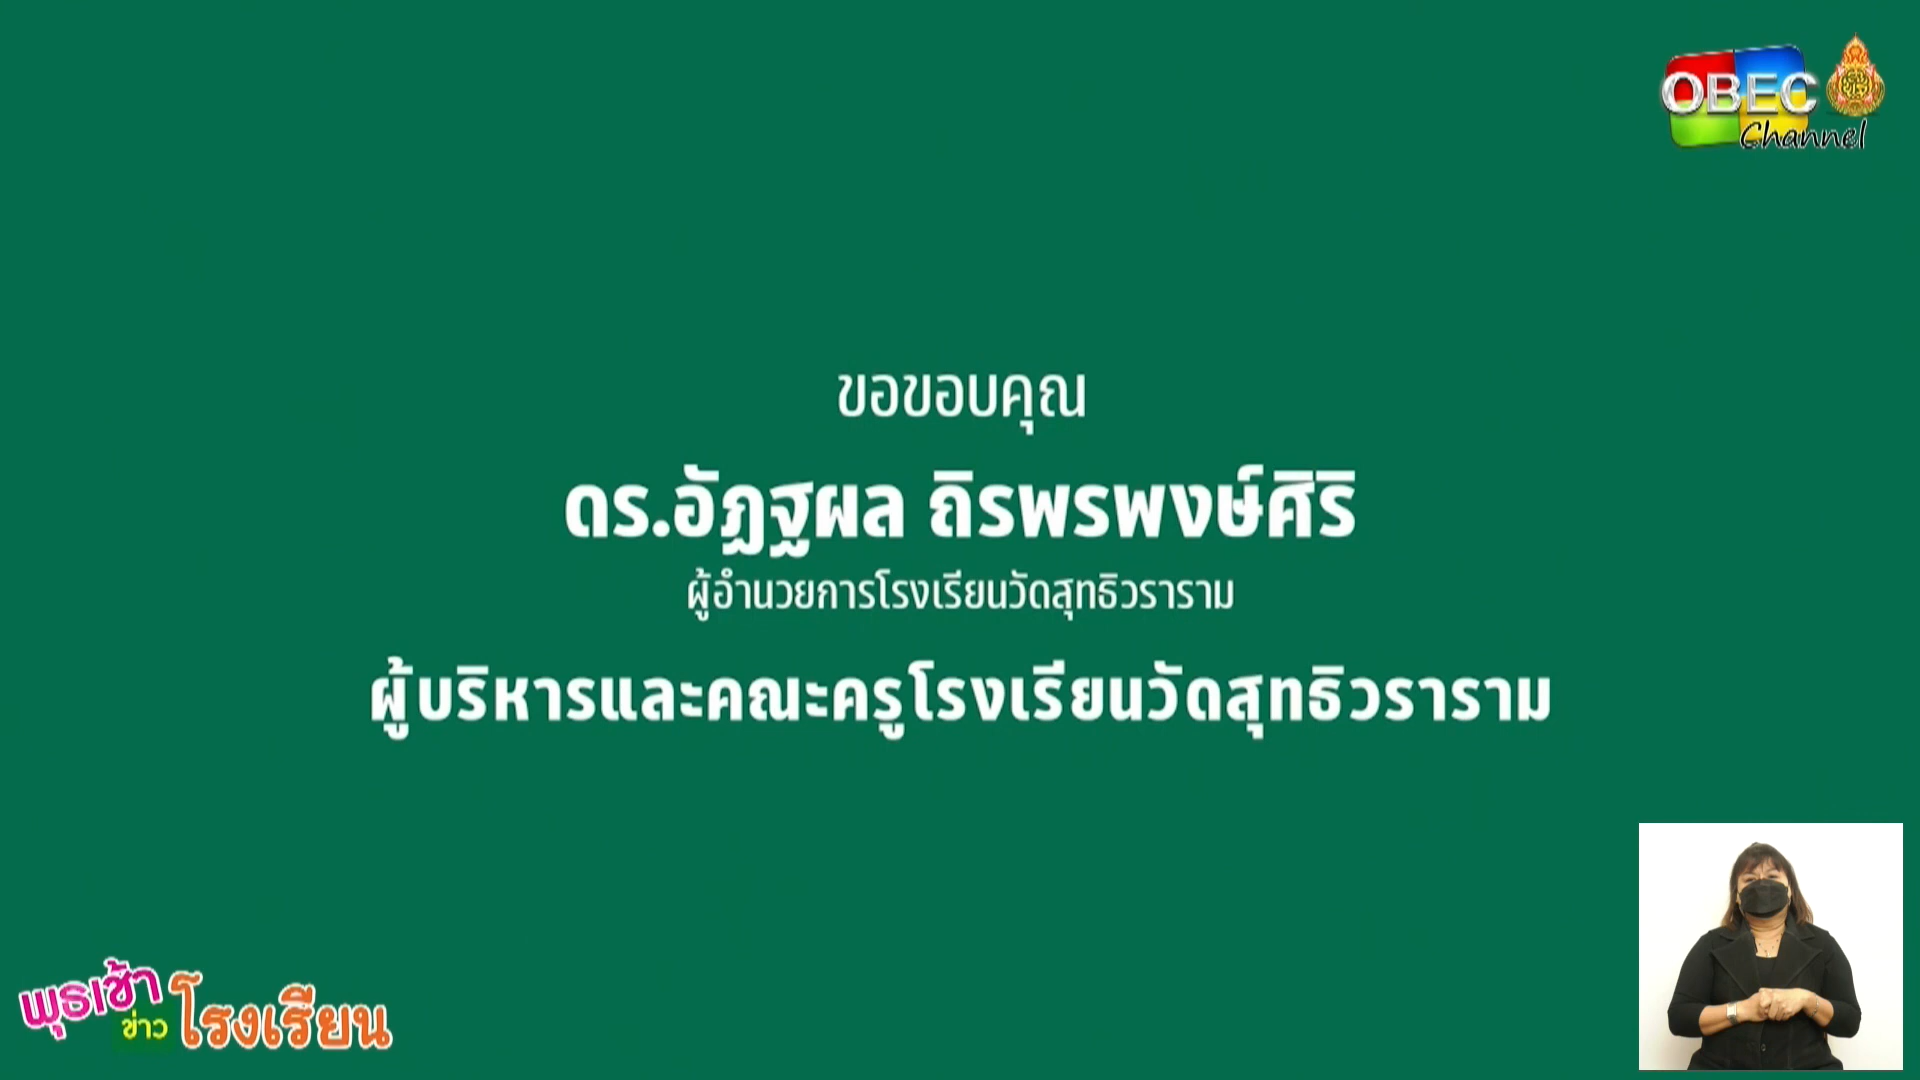 OBEC
Channel
ขอขอบคุณ
ดร.อัฏฐผล ถิรพรพงษ์ศิริ
ผู้อำนวยการโรงเรียนวัดสุทธิวราราม
ผู้บริหารและคณะครูโรงเรียนวัดสุทธิวราราม
พุธเช้า
ข่าว
โรงเรียน